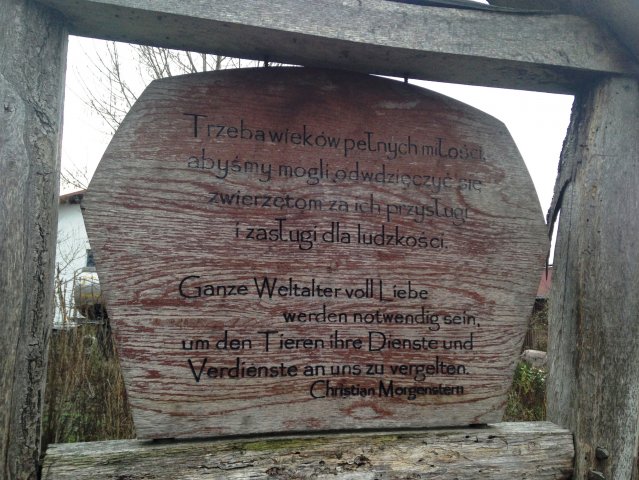 Trzeba wieków pełnych miłości,
abyśmy mogli odwdzięczyć się
zwierzętom za ich przysługi
i zasługi dla ludzkości.
Ganze Weltalter voll Liebe
werden notwendig sein,
um den Tieren ihre Dienste und
Verdienste an uns zu vergelten.
Christian Morgenstern